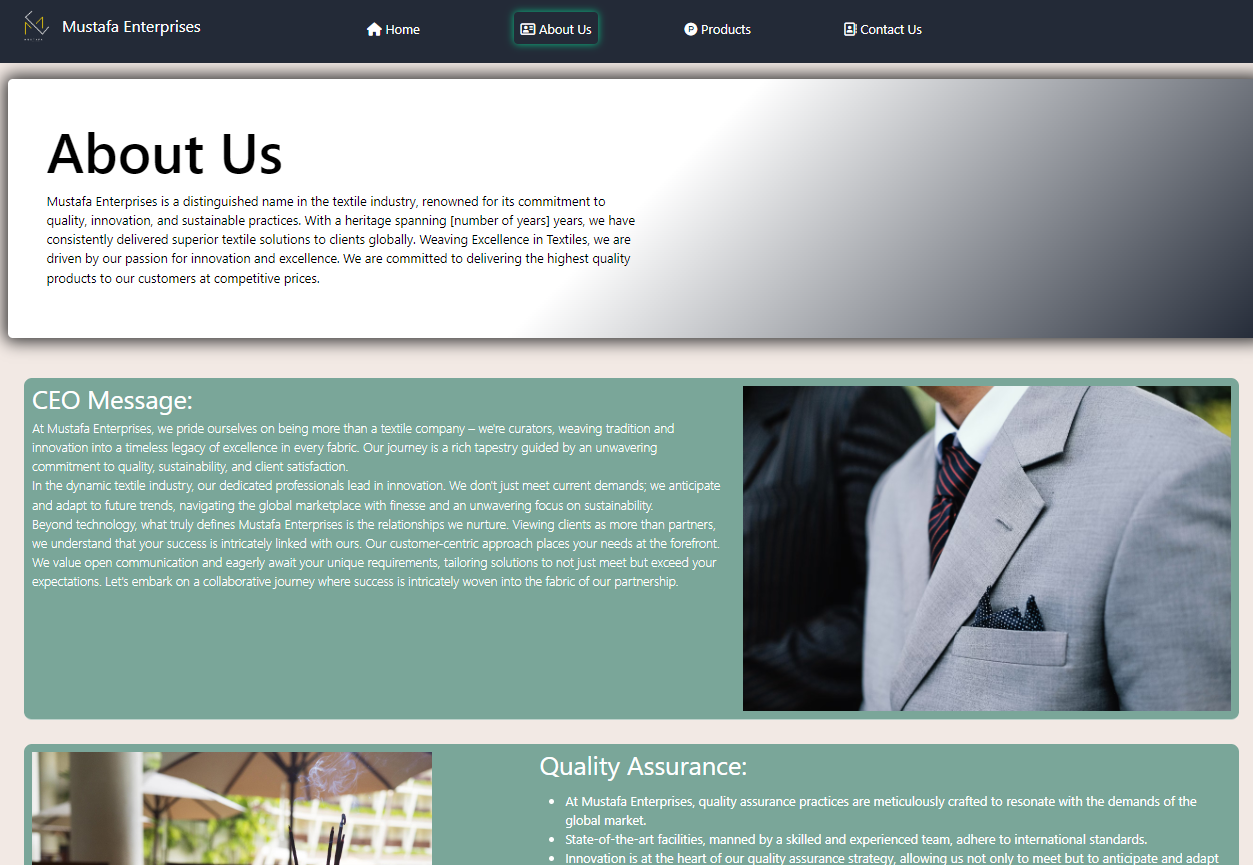 Mustafa Enterprises
Home
About Us
Products
Contact Us
About Us
Mustafa Enterprises is a distinguished name in the textile industry, renowned for its commitment to
quality, innovation, and sustainable practices. With a heritage spanning [number of years] years, we have
consistently delivered superior textile solutions to clients globally. Weaving Excellence in Textiles, we are
driven by our passion for innovation and excellence. We are committed to delivering the highest quality
products to our customers at competitive prices.
CEO Message:
At Mustafa Enterprises, we pride ourselves on being more than a textile company – we're curators, weaving tradition and
innovation into a timeless legacy of excellence in every fabric. Our journey is a rich tapestry guided by an unwavering
commitment to quality, sustainability, and client satisfaction.
In the dynamic textile industry, our dedicated professionals lead in innovation. We don't just meet current demands; we anticipate
and adapt to future trends, navigating the global marketplace with finesse and an unwavering focus on sustainability.
Beyond technology, what truly defines Mustafa Enterprises is the relationships we nurture. Viewing clients as more than partners,
we understand that your success is intricately linked with ours. Our customer-centric approach places your needs at the forefront.
We value open communication and eagerly await your unique requirements, tailoring solutions to not just meet but exceed your
expectations. Let's embark on a collaborative journey where success is intricately woven into the fabric of our partnership.
Quality Assurance:
• At Mustafa Enterprises, quality assurance practices are meticulously crafted to resonate with the demands of the
global market.
• State-of-the-art facilities, manned by a skilled and experienced team, adhere to international standards.
• Innovation is at the heart of our quality assurance strategy, allowing us not only to meet but to anticipate and adapt